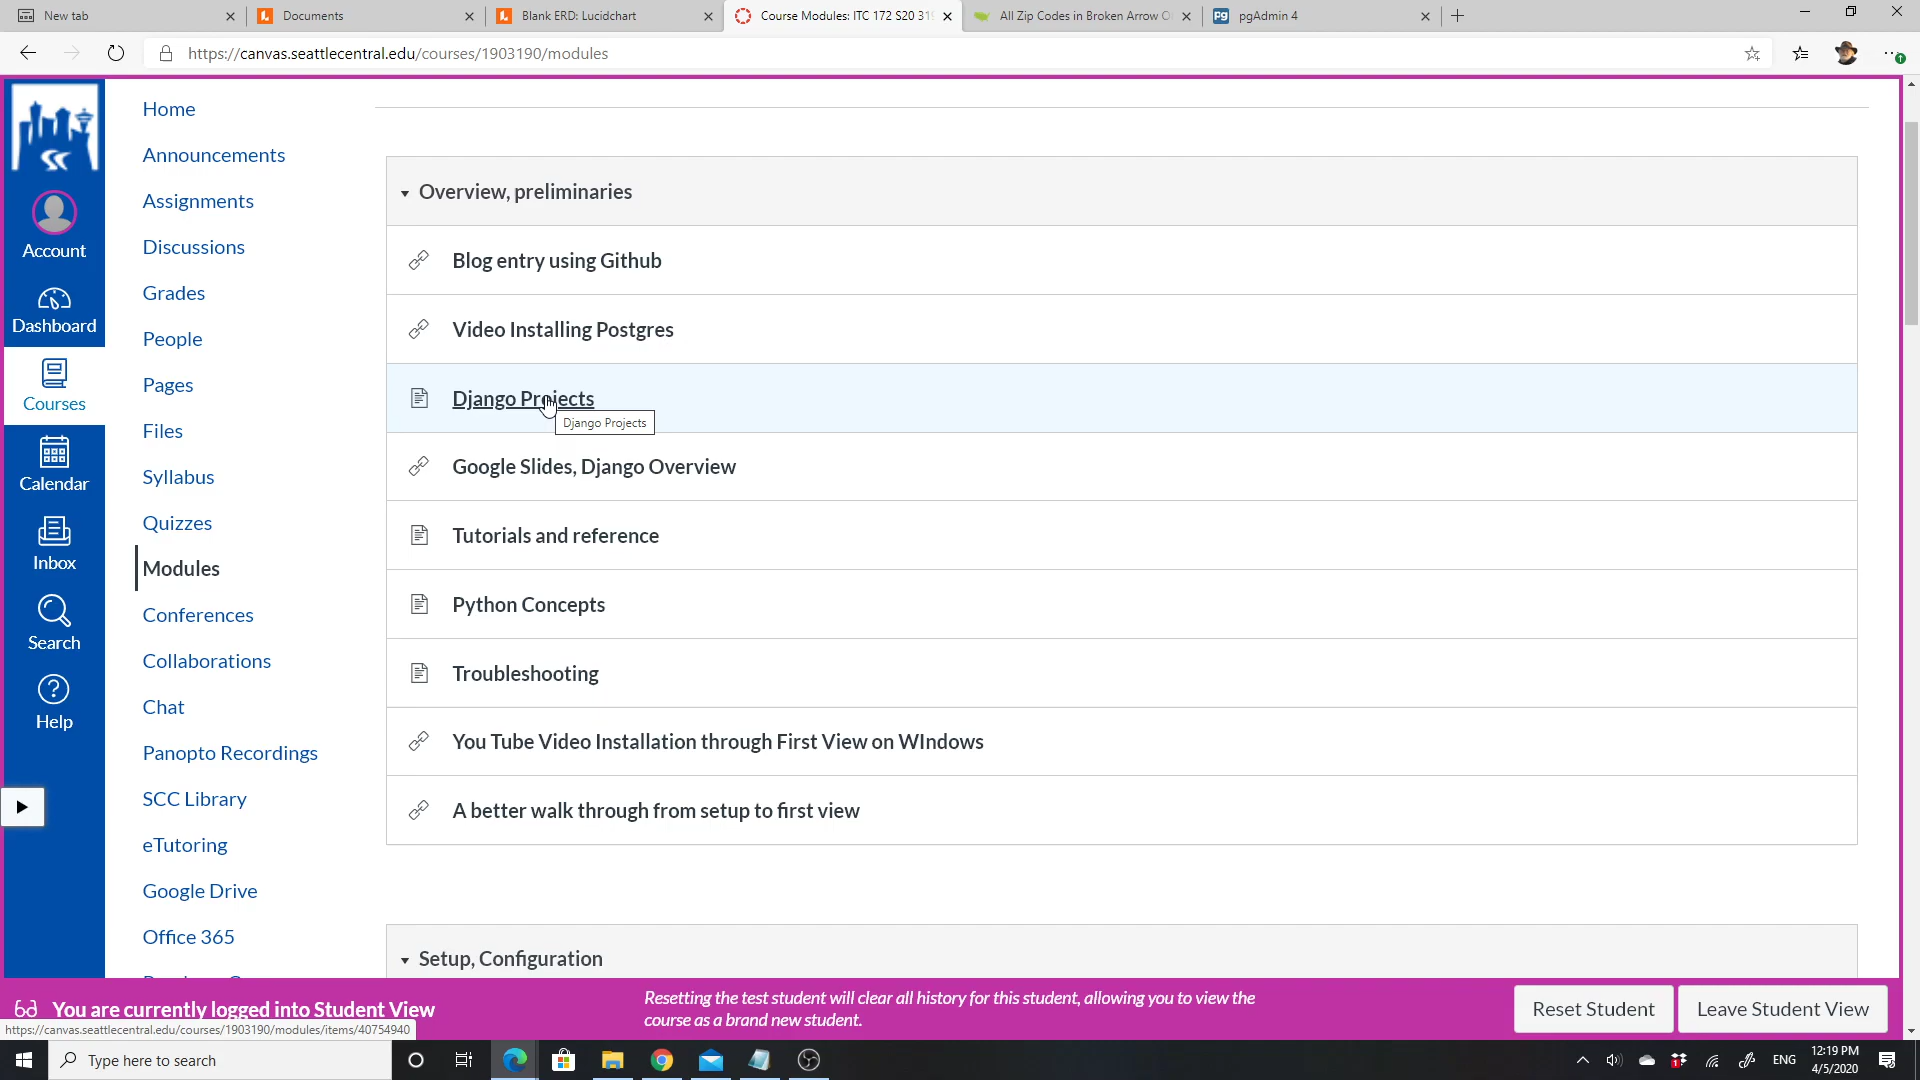 New tab
Documents
Blank ERD: Lucidchart
Course Modules: ITC 172 S20 319
All Zip Codes in Broken Arrow O
pgAdmin 4
https://canvas.seattlecentral.edu/courses/1903190/modules
Account
Dashboard
Courses
Calendar
Inbox
Search
Help
Home
Announcements
Assignments
Discussions
Grades
People
Pages
Files
Syllabus
Quizzes
Modules
Conferences
Collaborations
Chat
Panopto Recordings
SCC Library
eTutoring
Google Drive
Office 365
Overview, preliminaries
Blog entry using Github
Video Installing Postgres
Django Projects
Django Projects
Google Slides, Django Overview
Tutorials and reference
Python Concepts
Troubleshooting
You Tube Video Installation through First View on WIndows
A better walk through from setup to first view
Setup, Configuration
You are currently logged into Student View
Resetting the test student will clear all history for this student, allowing you to view the
course as a brand new student.
Reset Student
Leave Student View
https://canvas.seattlecentral.edu/courses/1903190/modules/items/40754940
Type here to search
ENG
12:19 PM
4/5/2020